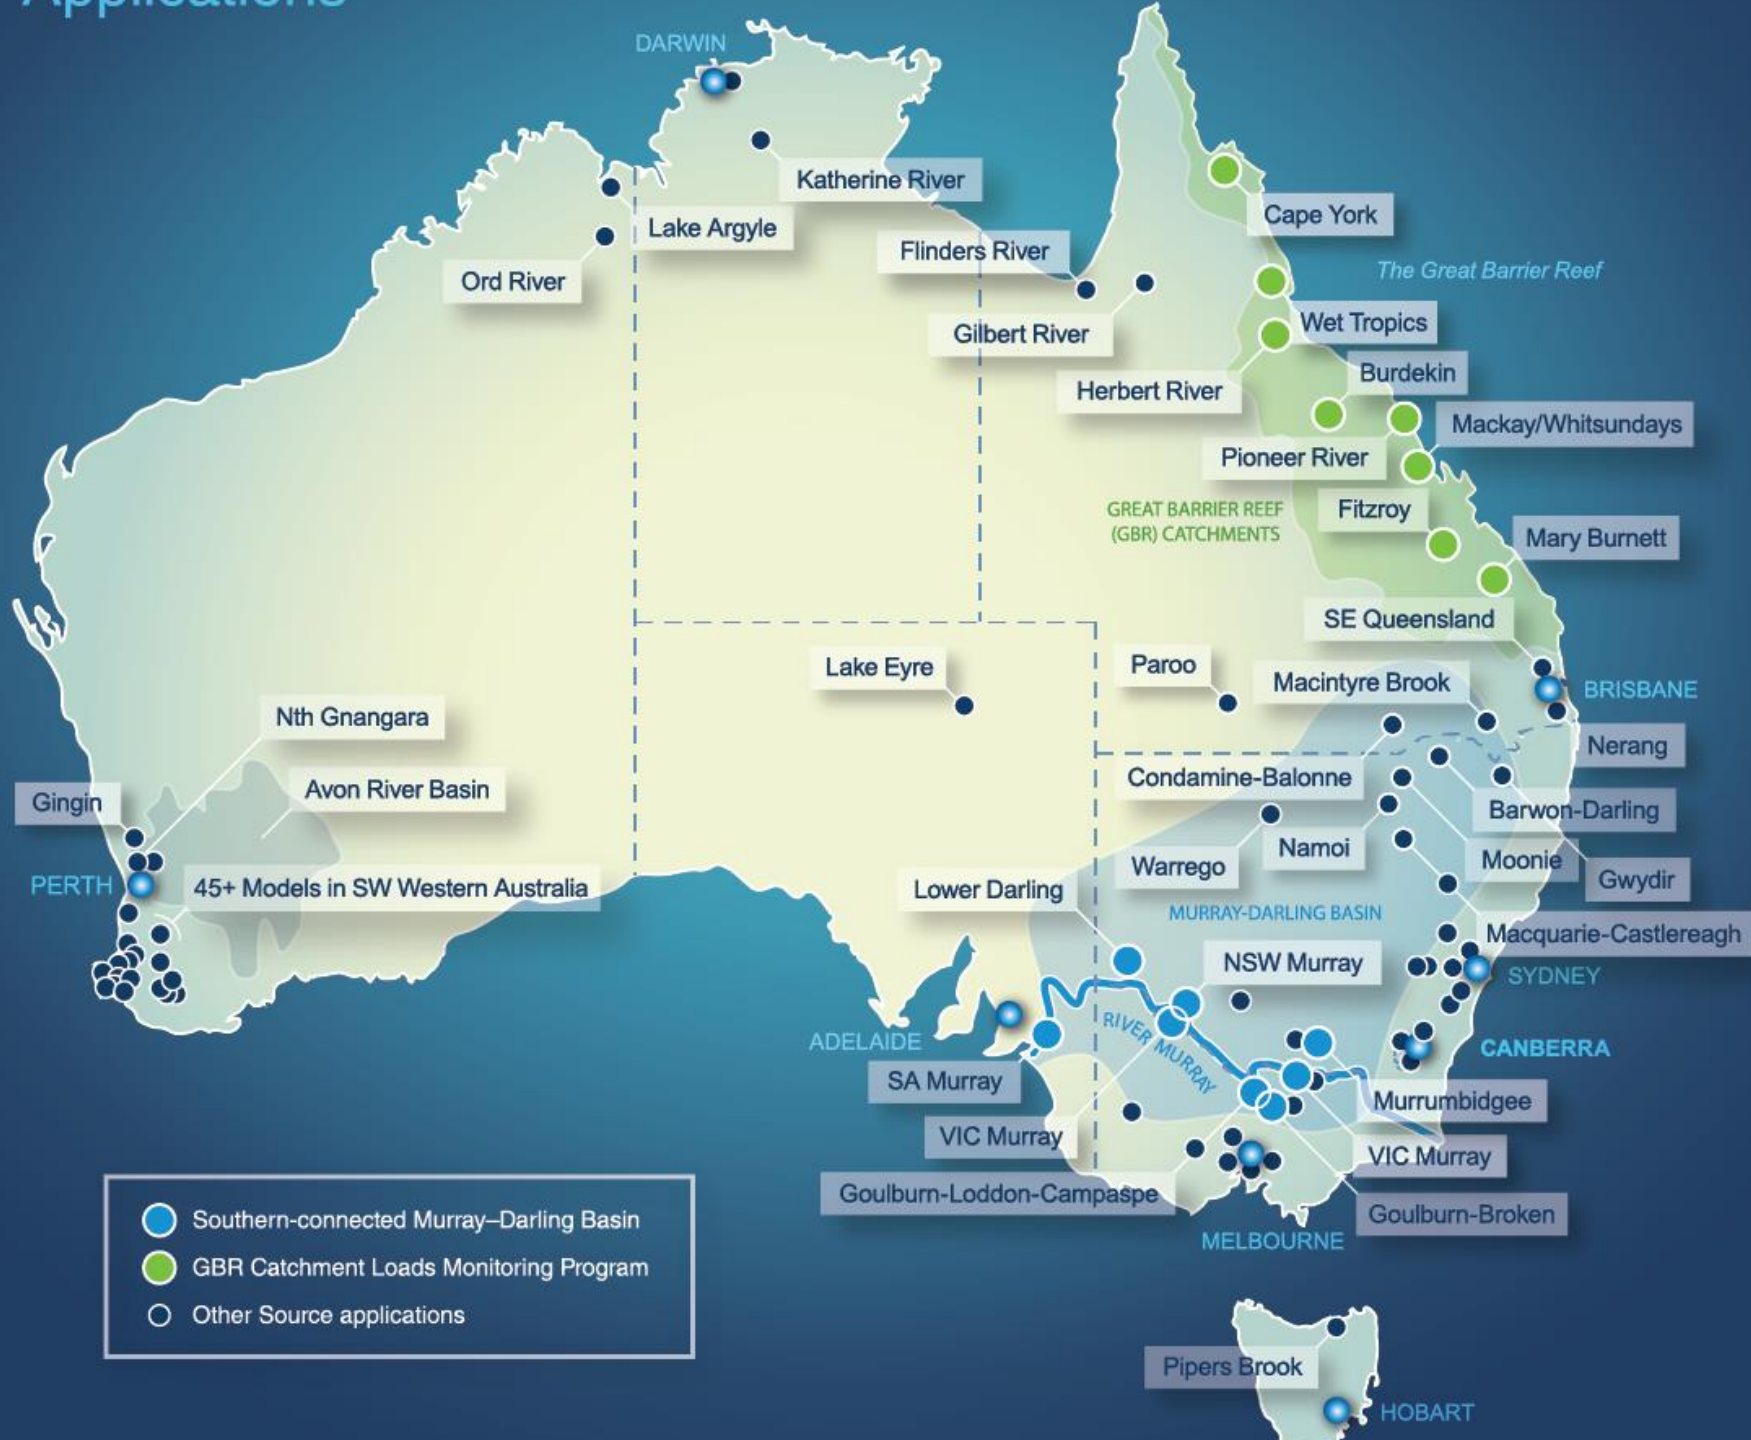 Applications
DARWIN
Katherine River
Lake Argyle
Ord River
Flinders River
Gilbert River
Cape York
The Great Barrier Reef
Wet Tropics
Burdekin
Herbert River
Mackay/Whitsundays
Pioneer River
GREAT BARRIER REEF
(GBR) CATCHMENTS
Fitzroy
Mary Burnett
SE Queensland
Lake Eyre
Paroo
Macintyre Brook
BRISBANE
Nerang
Nth Gnangara
Avon River Basin
Gingin
PERTH
45+ Models in SW Western Australia
Condamine-Balonne
Barwon-Darling
Warrego
Namoi
Moonie
Gwydir
Lower Darling
MURRAY-DARLING BASIN
Macquarie-Castlereagh
NSW Murray
SYDNEY
RIVER MURRAY
ADELAIDE
CANBERRA
SA Murray
Murrumbidgee
VIC Murray
VIC Murray
Goulburn-Loddon-Campaspe
Goulburn-Broken
MELBOURNE
Southern-connected Murray–Darling Basin
GBR Catchment Loads Monitoring Program
Other Source applications
Pipers Brook
HOBART